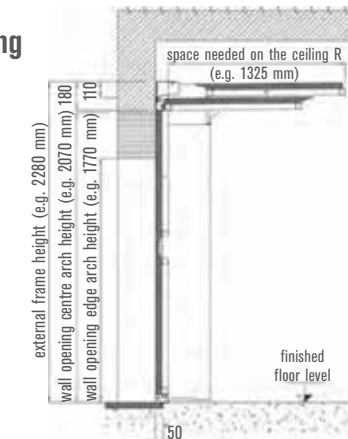 ng
space needed on the ceiling R
(e.g. 1325 mm)
180
110
external frame height (e.g. 2280 mm)
wall opening centre arch height (e.g. 2070 mm)
wall opening edge arch height (e.g. 1770 mm)
finished
floor level
50